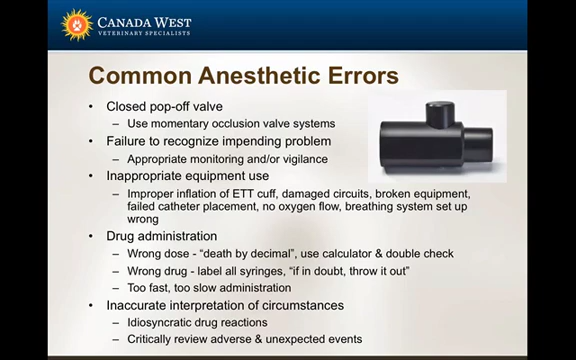 CANADA WEST
VETERINARY SPECIALISTS
Common Anesthetic Errors
• Closed pop-off valve
– Use momentary occlusion valve systems
• Failure to recognize impending problem
– Appropriate monitoring and/or vigilance
• Inappropriate equipment use
– Improper inflation of ETT cuff, damaged circuits, broken equipment,
failed catheter placement, no oxygen flow, breathing system set up
wrong
• Drug administration
– Wrong dose - “death by decimal”, use calculator & double check
– Wrong drug - label all syringes, “if in doubt, throw it out”
– Too fast, too slow administration
• Inaccurate interpretation of circumstances
– Idiosyncratic drug reactions
– Critically review adverse & unexpected events